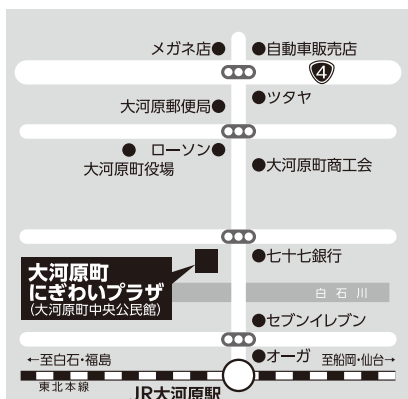 メガネ店
自動車販売店
4
ツタヤ
大河原郵便局
ローソン
大河原町役場
大河原町商工会
七十七銀行
大河原町
にぎわいプラザ
(大河原町中央公民館)
白石川
セブンイレブン
オーガ
←至白石・福島
至船岡・仙台→
東北本線
JR大河原駅